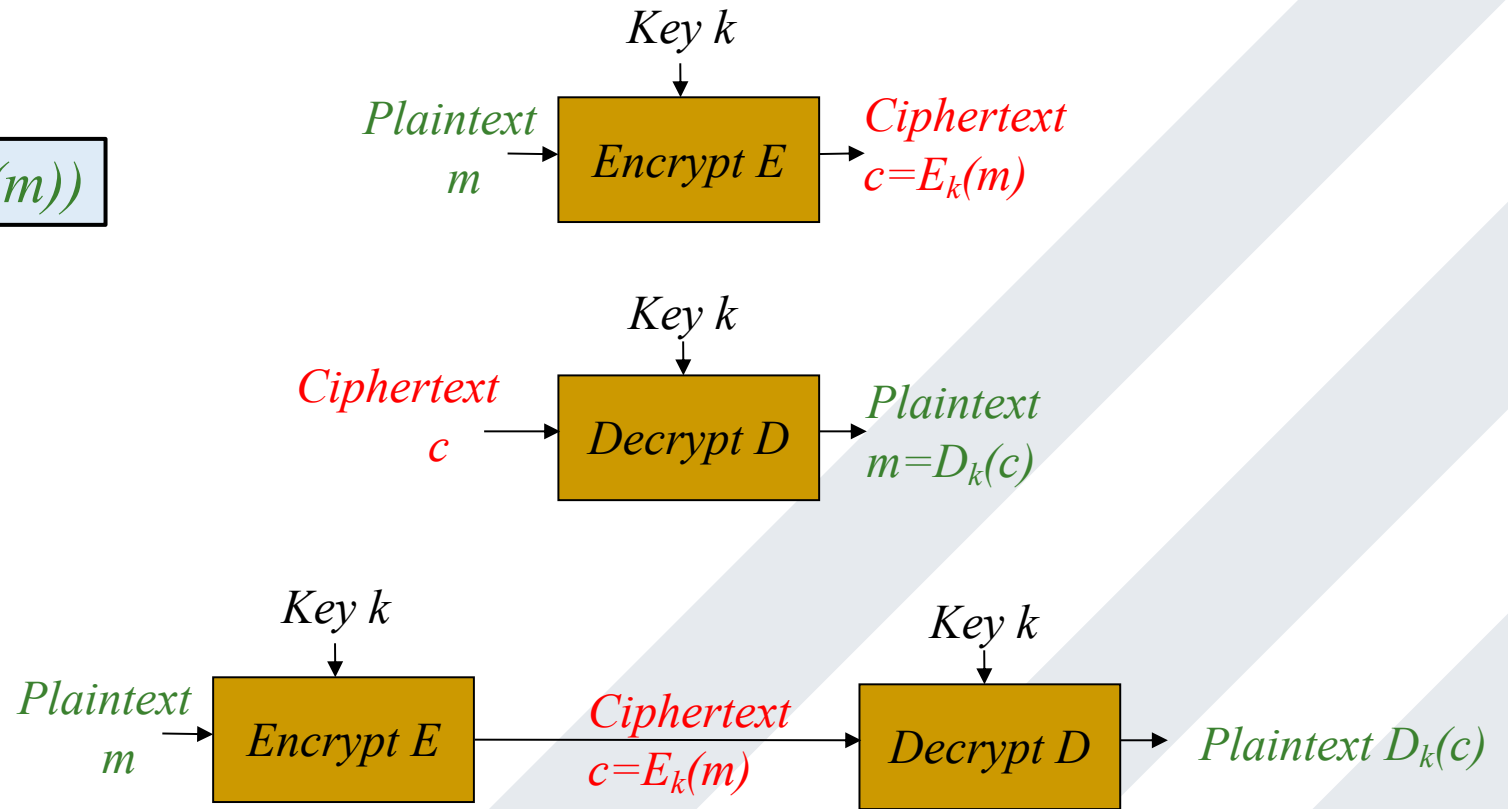 Key k
Plaintext
m
Encrypt E
Ciphertext
c=Eₖ(m)
(m))
Key k
Ciphertext
c
Decrypt D
Plaintext
m=Dₖ(c)
Key k
Plaintext
m
Encrypt E
Ciphertext
c=Eₖ(m)
Key k
Decrypt D
Plaintext Dₖ(c)